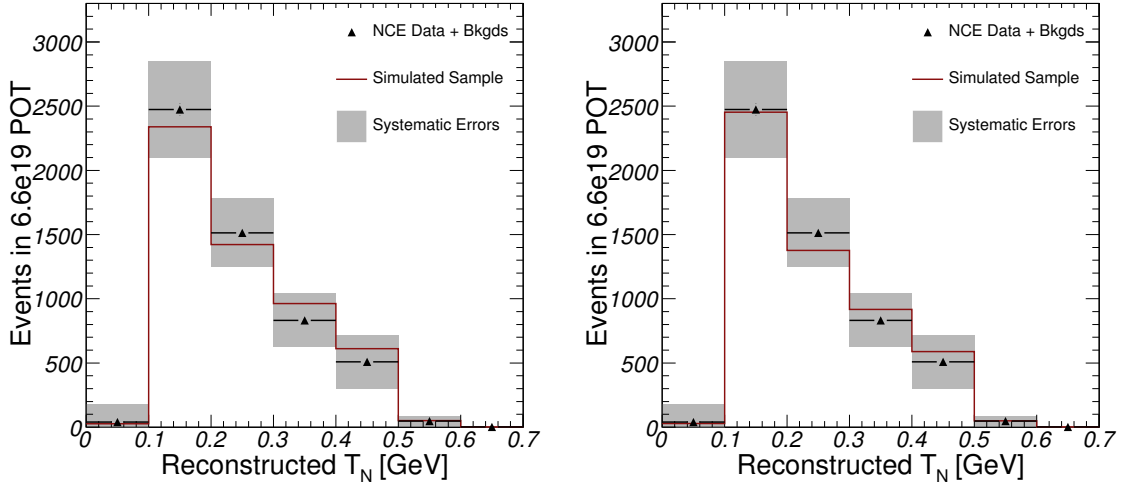 NCE Data + Bkgds
Simulated Sample
Systematic Errors
Events in 6.6e19 POT
3000
2500
2000
1500
1000
500
0
0 0.1 0.2 0.3 0.4 0.5 0.6 0.7
Reconstructed T_N [GeV]
NCE Data + Bkgds
Simulated Sample
Systematic Errors
Events in 6.6e19 POT
3000
2500
2000
1500
1000
500
0
0 0.1 0.2 0.3 0.4 0.5 0.6 0.7
Reconstructed T_N [GeV]